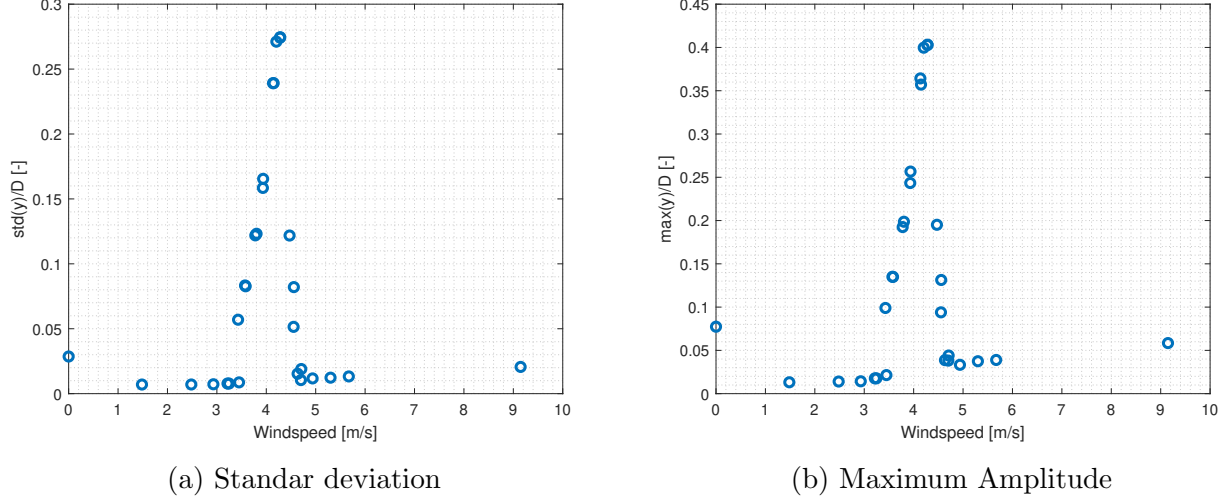 0.3
0.25
0.2
0.15
0.1
0.05
0
std(y)/D [-]
0 1 2 3 4 5 6 7 8 9 10
Windspeed [m/s]
(a) Standar deviation
0.45
0.4
0.35
0.3
0.25
0.2
0.15
0.1
0.05
0
max(y)/D [-]
0 1 2 3 4 5 6 7 8 9 10
Windspeed [m/s]
(b) Maximum Amplitude